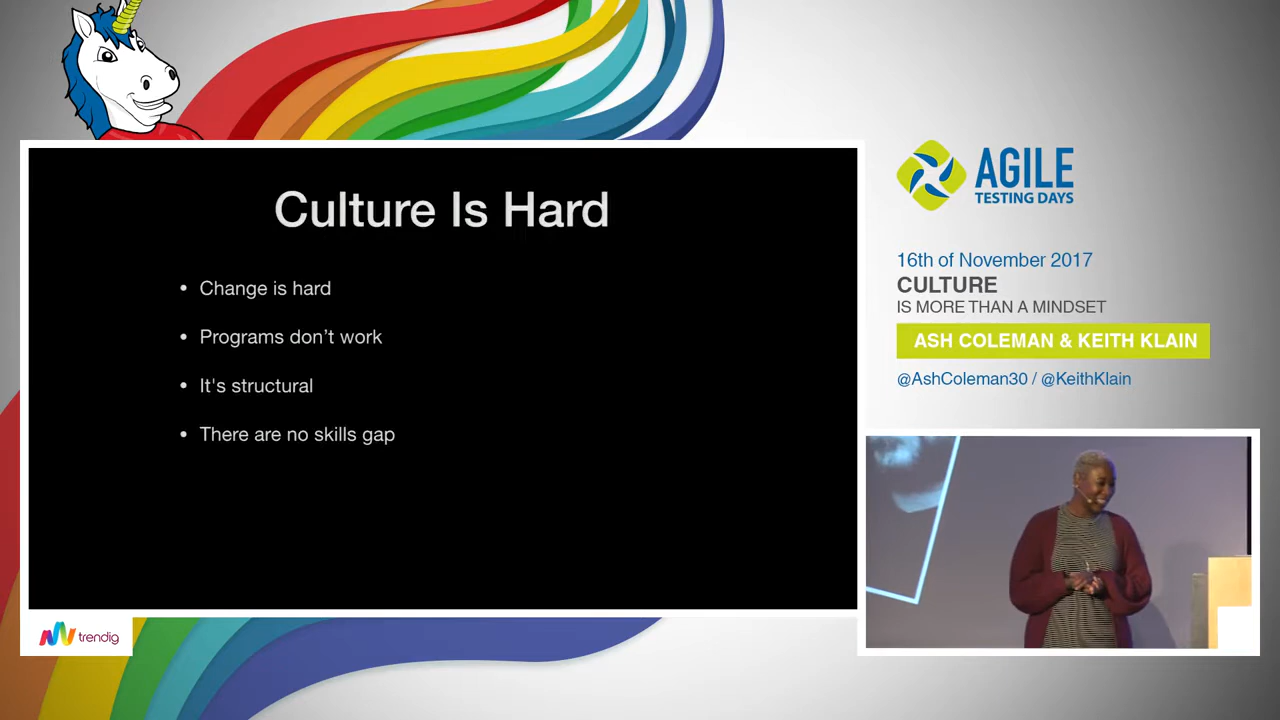 Culture Is Hard
• Change is hard
• Programs don’t work
• It's structural
• There are no skills gap
AGILE
TESTING DAYS
16th of November 2017
CULTURE
IS MORE THAN A MINDSET
ASH COLEMAN & KEITH KLAIN
@AshColeman30 / @KeithKlain
trendig